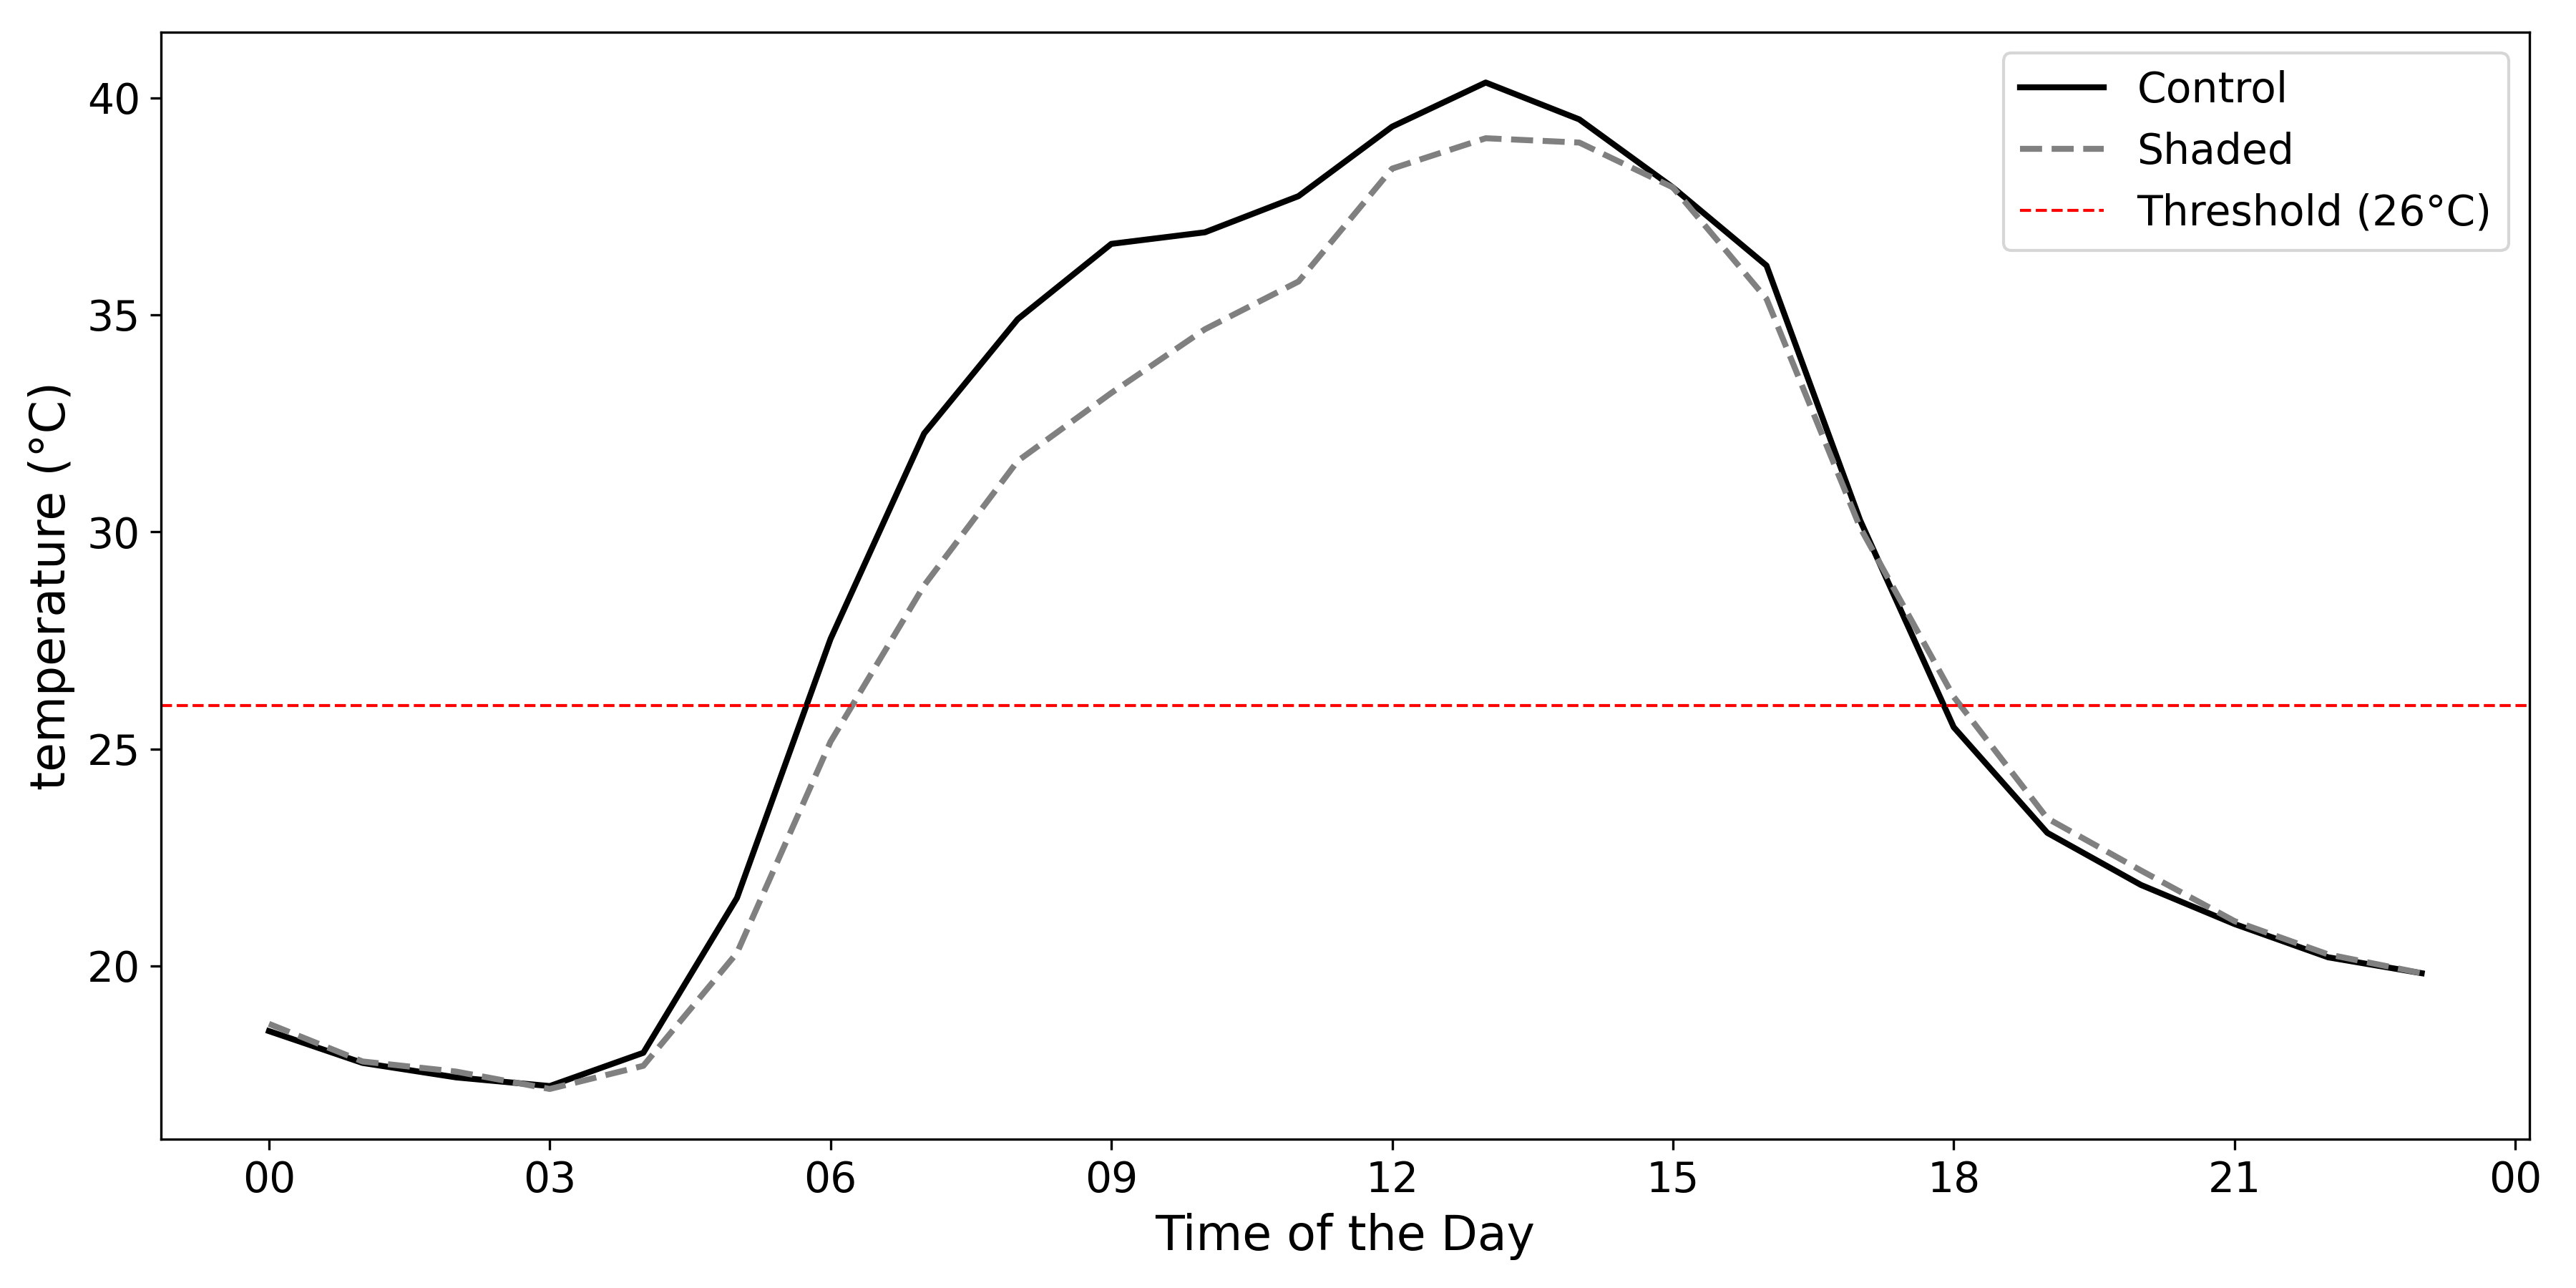 Control
Shaded
Threshold (26°C)
40
35
30
25
20
temperature (°C)
00 03 06 09 12 15 18 21 00
Time of the Day